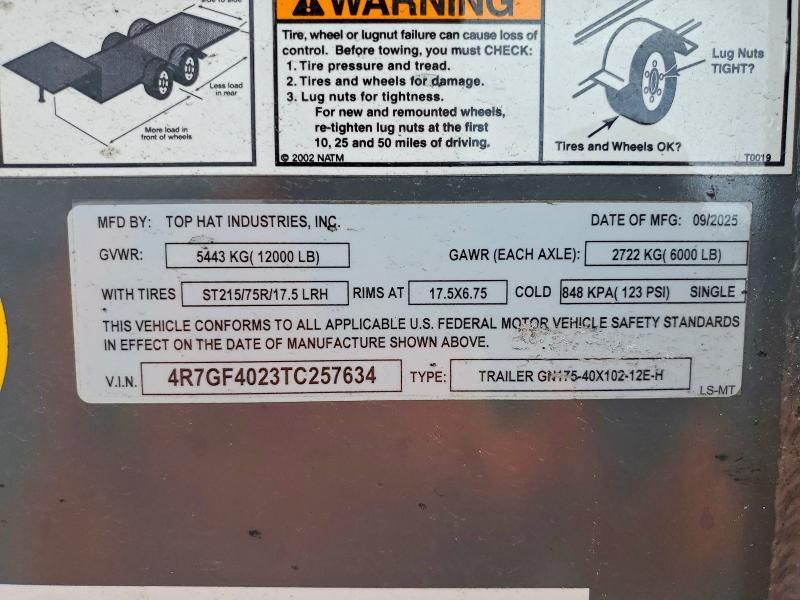 side to side
Less load
in rear
More load in
front of wheels
WARNING
Tire, wheel or lugnut failure can cause loss of
control. Before towing, you must CHECK:
1. Tire pressure and tread.
2. Tires and wheels for damage.
3. Lug nuts for tightness.
For new and remounted wheels,
re-tighten lug nuts at the first
10, 25 and 50 miles of driving.
© 2002 NATM
Lug Nuts
TIGHT?
Tires and Wheels OK?
T0019
MFD BY: TOP HAT INDUSTRIES, INC. DATE OF MFG: 09/2025
GVWR: 5443 KG( 12000 LB) GAWR (EACH AXLE): 2722 KG( 6000 LB)
WITH TIRES ST215/75R/17.5 LRH RIMS AT 17.5X6.75 COLD 848 KPA( 123 PSI) SINGLE
THIS VEHICLE CONFORMS TO ALL APPLICABLE U.S. FEDERAL MOTOR VEHICLE SAFETY STANDARDS
IN EFFECT ON THE DATE OF MANUFACTURE SHOWN ABOVE.
V.I.N. 4R7GF4023TC257634 TYPE: TRAILER GN175-40X102-12E-H
LS-MT